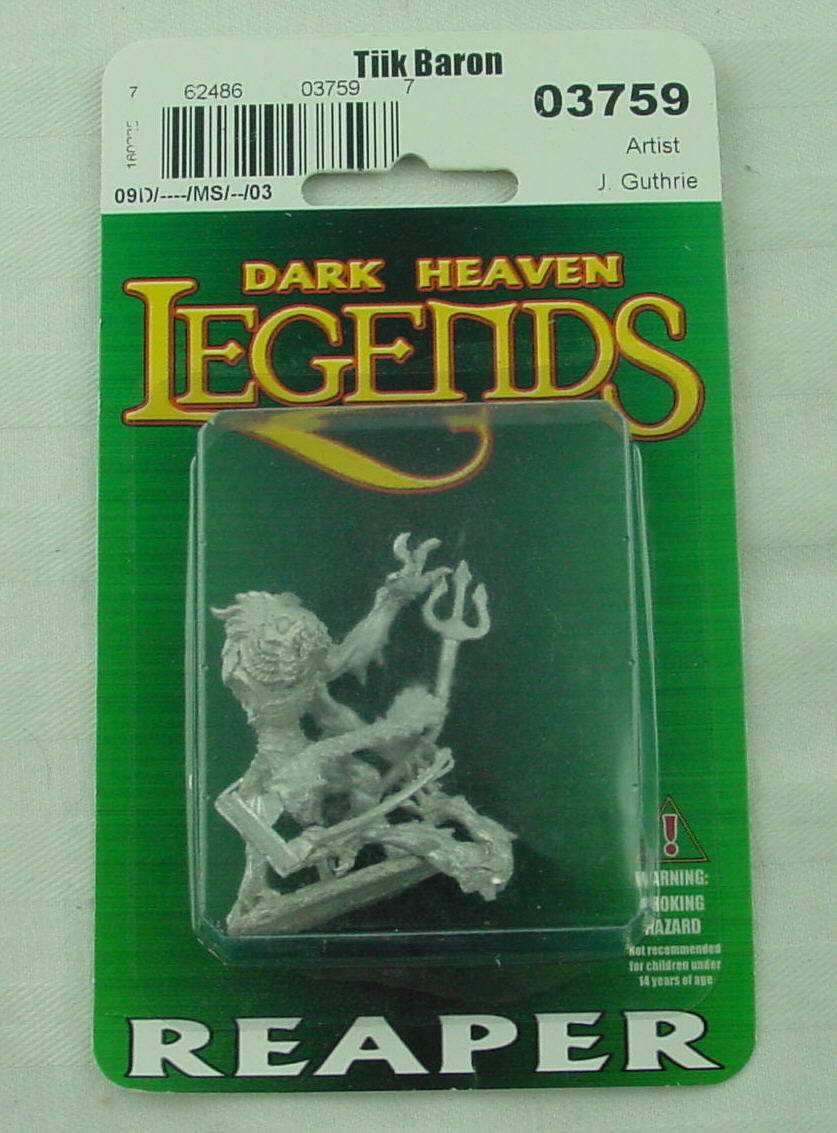 Tiik Baron
7 62486 03759 7
03759
Artist
J. Guthrie
09D/----/MS/--/03
DARK HEAVEN
LEGENDS
!
WARNING:
HAZARD
Not recommended
for children under
14 years of age
REAPER